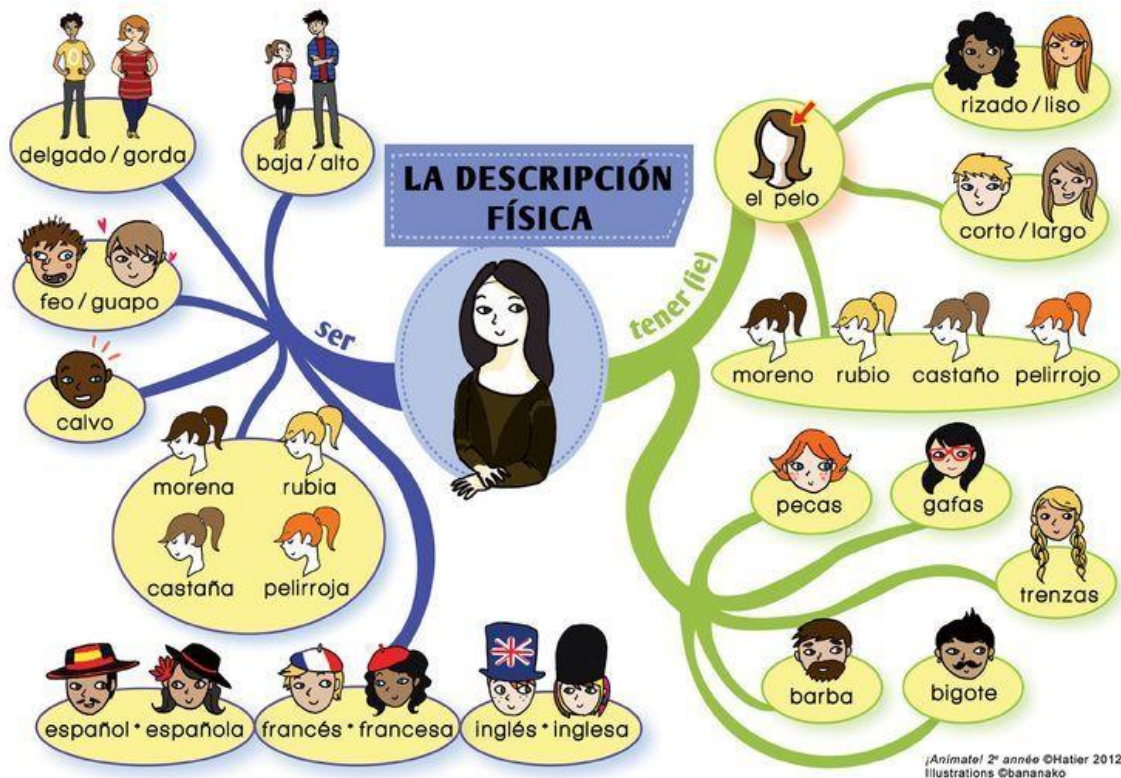 LA DESCRIPCIÓN
FÍSICA
ser
delgado / gorda
baja / alto
feo / guapo
calvo
morena rubia
castaña pelirroja
español * española
francés * francesa
inglés * inglesa
tener (ie)
el pelo
rizado / liso
corto / largo
moreno rubio castaño pelirrojo
pecas
gafas
trenzas
barba
bigote
¡Anímate! 2e année ©Hatier 2012
Illustrations ©bananako